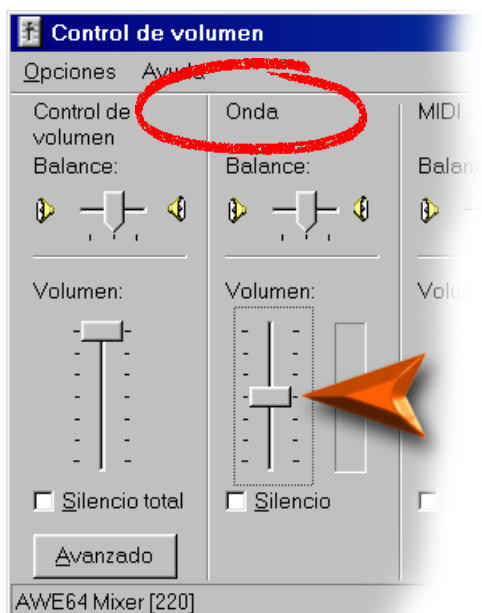 Control de volumen
Opciones Ayuda
Control de volumen
Balance:
Volumen:
Silencio total
Avanzado
Onda
Balance:
Volumen:
Silencio
MIDI
AWE64 Mixer [220]